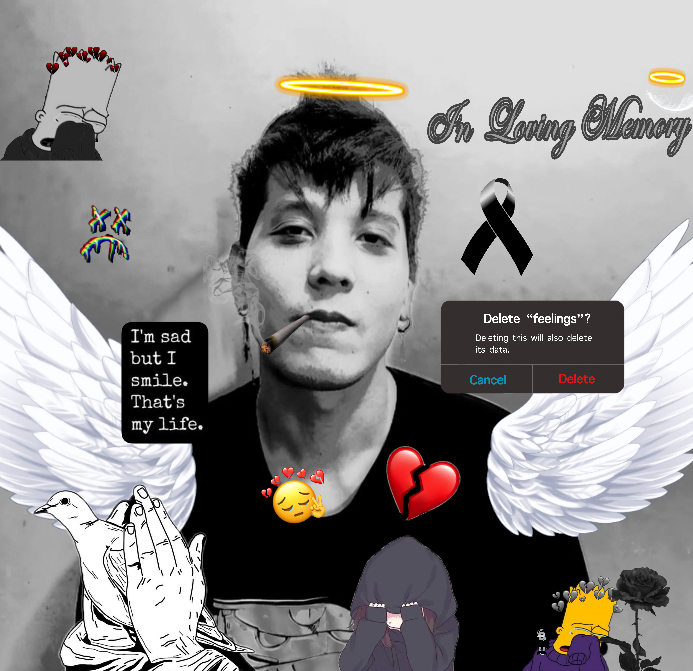 In Loving Memory
Delete “feelings”?
Deleting this will also delete
its data.
Cancel
Delete
I'm sad
but I
smile.
That's
my life.